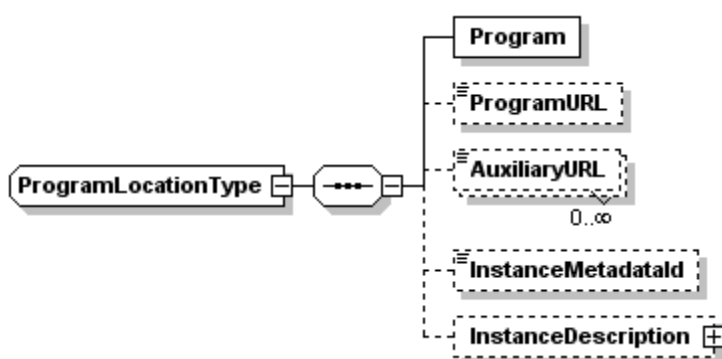 Program
ProgramURL
ProgramLocationType
AuxiliaryURL
0..∞
InstanceMetadataId
InstanceDescription